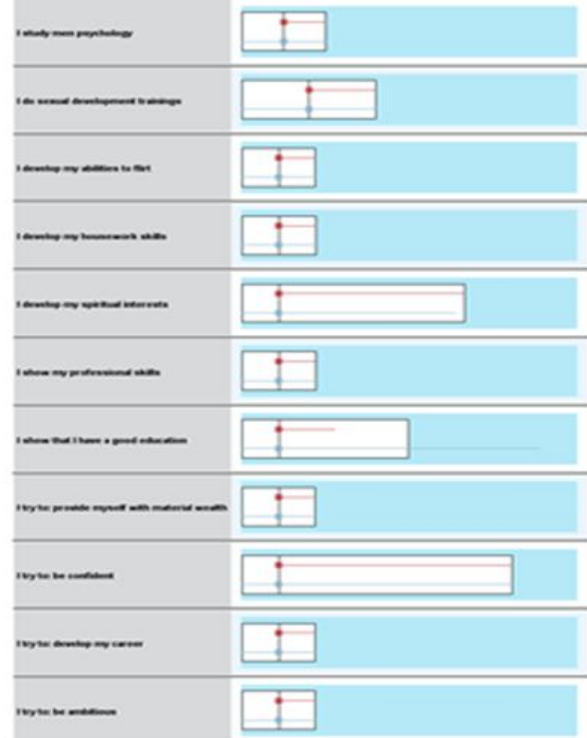 I study men psychology
I do sexual development trainings
I develop my abilities to flirt
I develop my housework skills
I develop my spiritual interests
I show my professional skills
I show that I have a good education
I try to: provide myself with material wealth
I try to: be confident
I try to: develop my career
I try to: be ambitious